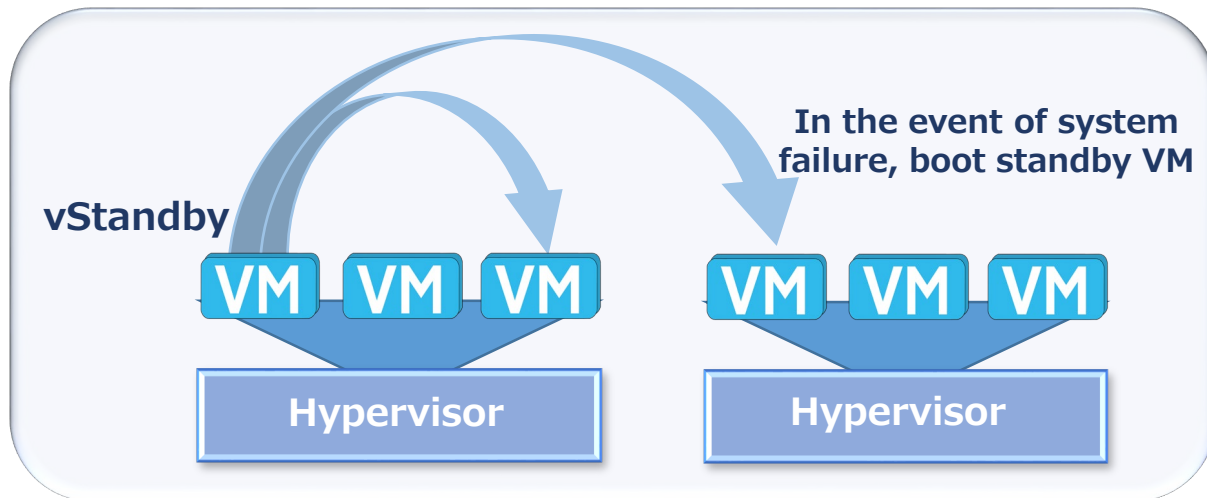 In the event of system
failure, boot standby VM
vStandby
VM VM VM VM VM VM
Hypervisor Hypervisor